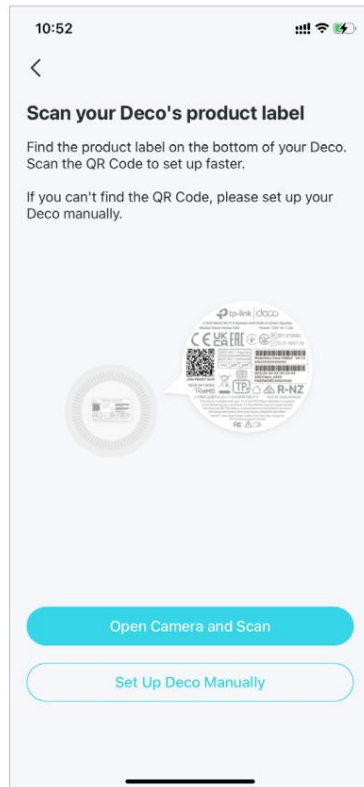 10:52
Scan your Deco's product label
Find the product label on the bottom of your Deco.
Scan the QR Code to set up faster.
If you can't find the QR Code, please set up your
Deco manually.
tp-link | deco
R-NZ
Open Camera and Scan
Set Up Deco Manually